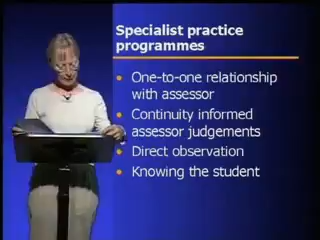 Specialist practice
programmes
• One-to-one relationship
with assessor
• Continuity informed
assessor judgements
• Direct observation
• Knowing the student